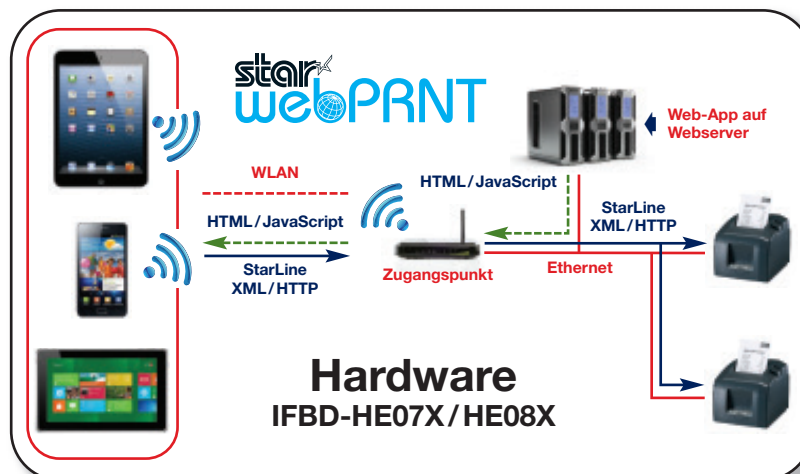 star
webPRNT
Web-App auf
Webserver
WLAN
HTML/JavaScript
HTML/JavaScript
StarLine
XML/HTTP
StarLine
XML/HTTP
Zugangspunkt
Ethernet
Hardware
IFBD-HE07X/HE08X